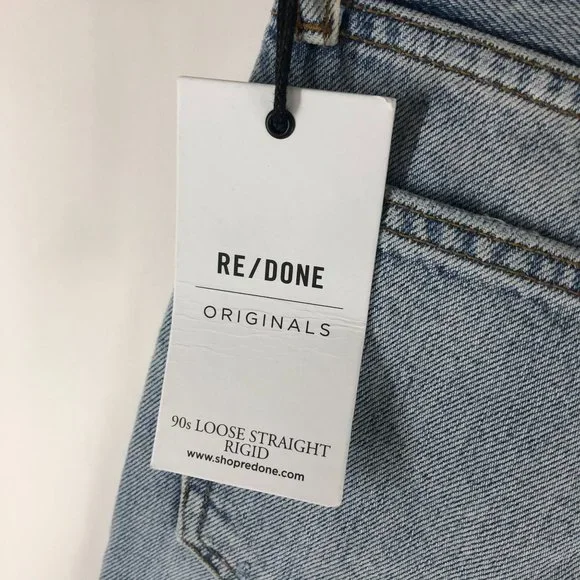 RE/DONE
ORIGINALS
90s LOOSE STRAIGHT
RIGID
www.shopredone.com